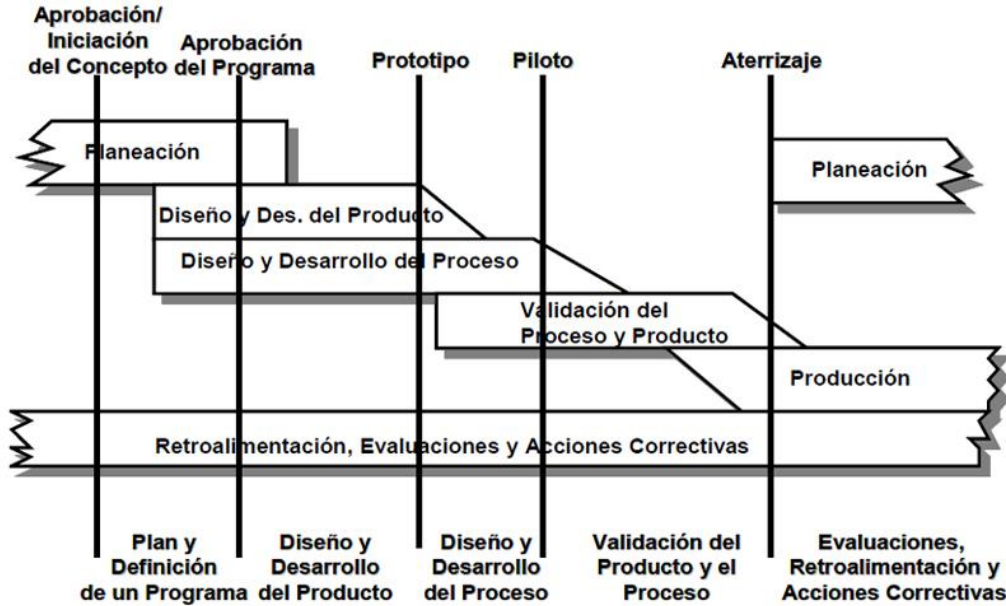 Aprobación/
Iniciación
del Concepto
Aprobación
del Programa
Prototipo
Piloto
Aterrizaje
Planeación
Planeación
Diseño y Des. del Producto
Diseño y Desarrollo del Proceso
Validación del
Proceso y Producto
Producción
Retroalimentación, Evaluaciones y Acciones Correctivas
Plan y
Definición
de un Programa
Diseño y
Desarrollo
del Producto
Diseño y
Desarrollo
del Proceso
Validación del
Producto y el
Proceso
Evaluaciones,
Retroalimentación y
Acciones Correctivas